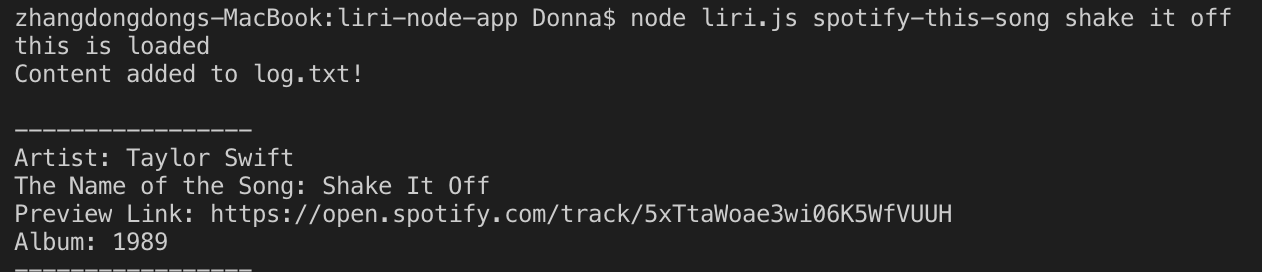 zhangdongdongs-MacBook:liri-node-app Donna$ node liri.js spotify-this-song shake it off
this is loaded
Content added to log.txt!
-----------------
Artist: Taylor Swift
The Name of the Song: Shake It Off
Preview Link: https://open.spotify.com/track/5xTtaWoae3wi06K5WfVUUH
Album: 1989
-----------------